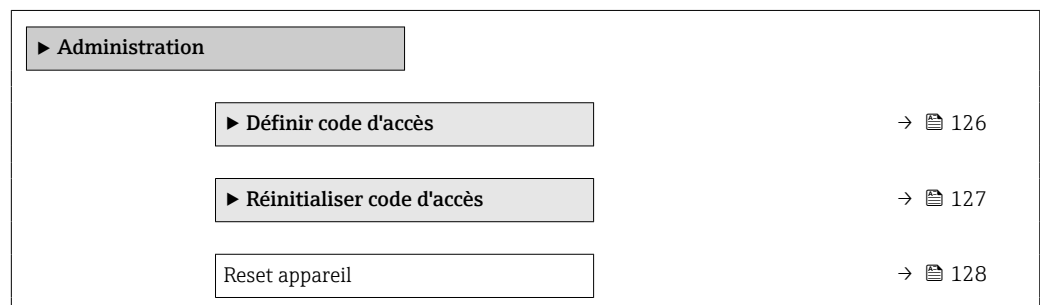 ▶ Administration
▶ Définir code d'accès → 126
▶ Réinitialiser code d'accès → 127
Reset appareil → 128